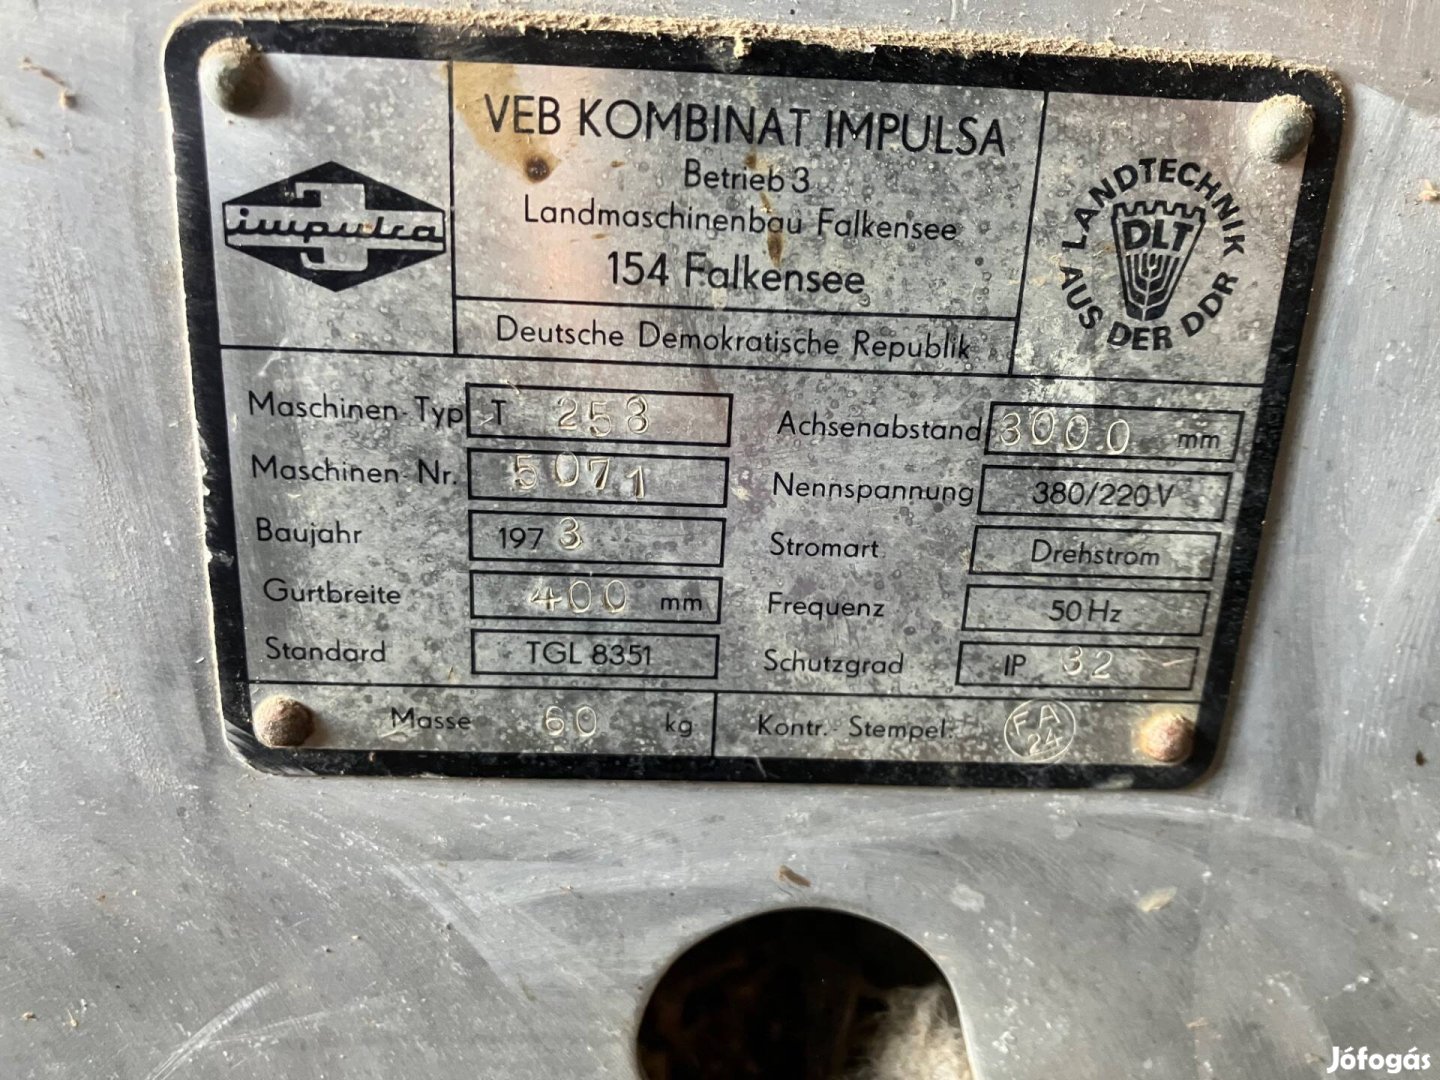 impulsa
VEB KOMBINAT IMPULSA
Betrieb 3
Landmaschinenbau Falkensee
154 Falkensee
Deutsche Demokratische Republik
LANDTECHNIK
DLT
AUS DER DDR
Maschinen-Typ T 258
Maschinen-Nr. 5071
Baujahr 1973
Gurtbreite 400 mm
Standard TGL 8351
Achsenabstand 3000 mm
Nennspannung 380/220 V
Stromart Drehstrom
Frequenz 50 Hz
Schutzgrad IP 32
Masse 60 kg
Kontr.-Stempel: FA 24
Jófogás